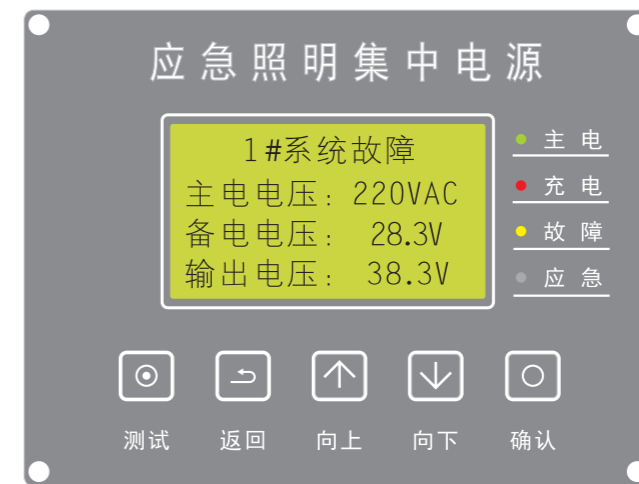 应急照明集中电源
1#系统故障
主电电压: 220VAC
备电电压: 28.3V
输出电压: 38.3V
主电
充电
故障
应急
测试 返回 向上 向下 确认